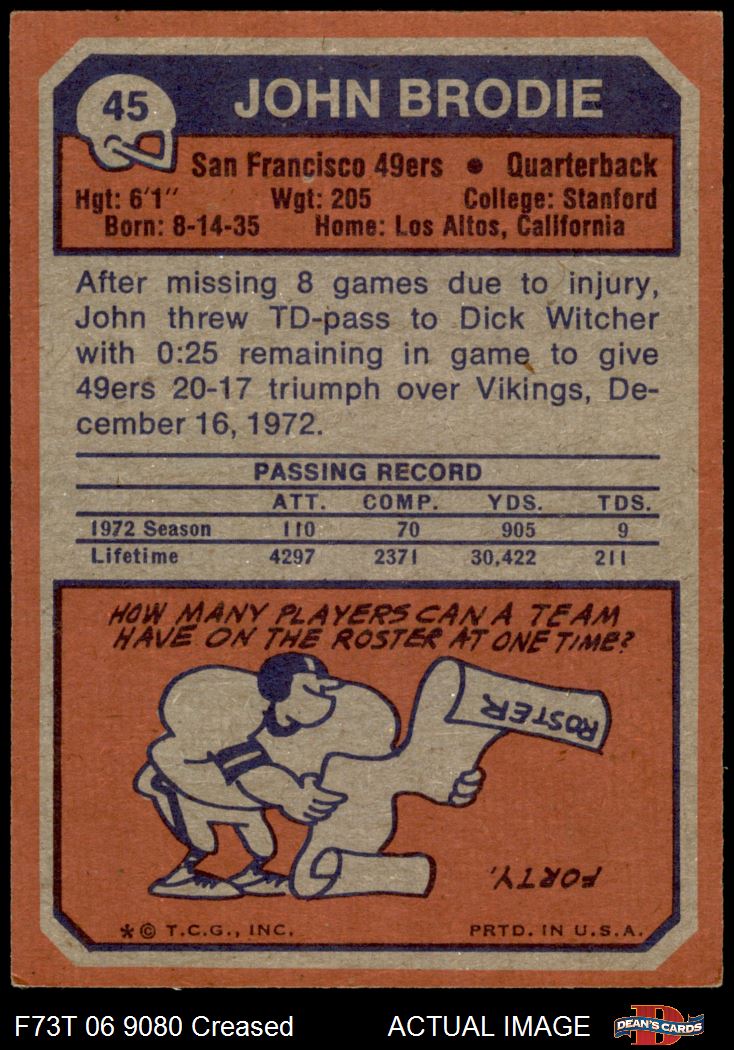 45
JOHN BRODIE
San Francisco 49ers • Quarterback
Hgt: 6'1" Wgt: 205 College: Stanford
Born: 8-14-35 Home: Los Altos, California
After missing 8 games due to injury,
John threw TD-pass to Dick Witcher
with 0:25 remaining in game to give
49ers 20-17 triumph over Vikings, De-
cember 16, 1972.
PASSING RECORD
ATT. COMP. YDS. TDS.
1972 Season 110 70 905 9
Lifetime 4297 2371 30,422 211
HOW MANY PLAYERS CAN A TEAM
HAVE ON THE ROSTER AT ONE TIME?
ROSTER
FORTY.
*© T.C.G., INC. PRTD. IN U.S.A.
F73T 06 9080 Creased ACTUAL IMAGE
D
DEAN'S CARDS